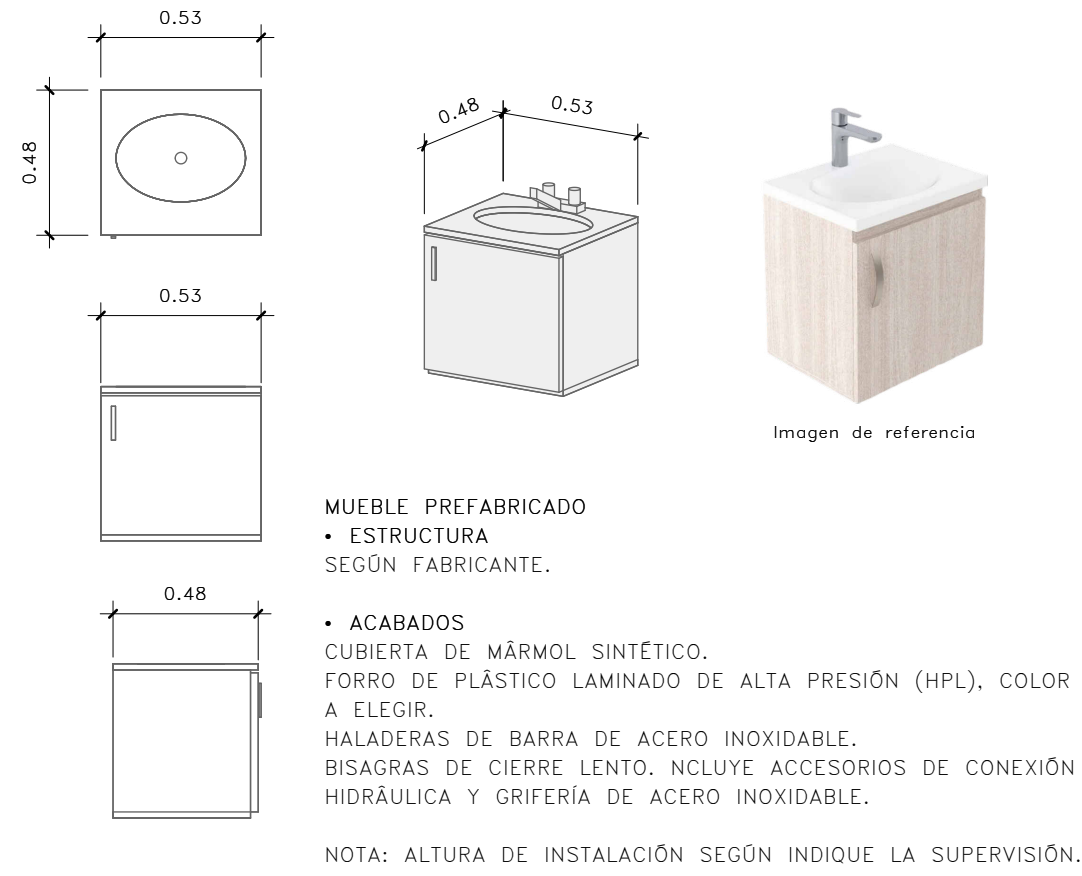 0.53
0.48
0.48
0.53
0.53
Imagen de referencia
0.48
MUEBLE PREFABRICADO
• ESTRUCTURA
SEGÚN FABRICANTE.
• ACABADOS
CUBIERTA DE MÂRMOL SINTÉTICO.
FORRO DE PLÂSTICO LAMINADO DE ALTA PRESIÓN (HPL), COLOR
A ELEGIR.
HALADERAS DE BARRA DE ACERO INOXIDABLE.
BISAGRAS DE CIERRE LENTO. NCLUYE ACCESORIOS DE CONEXIÓN
HIDRÂULICA Y GRIFERÍA DE ACERO INOXIDABLE.
NOTA: ALTURA DE INSTALACIÓN SEGÚN INDIQUE LA SUPERVISIÓN.